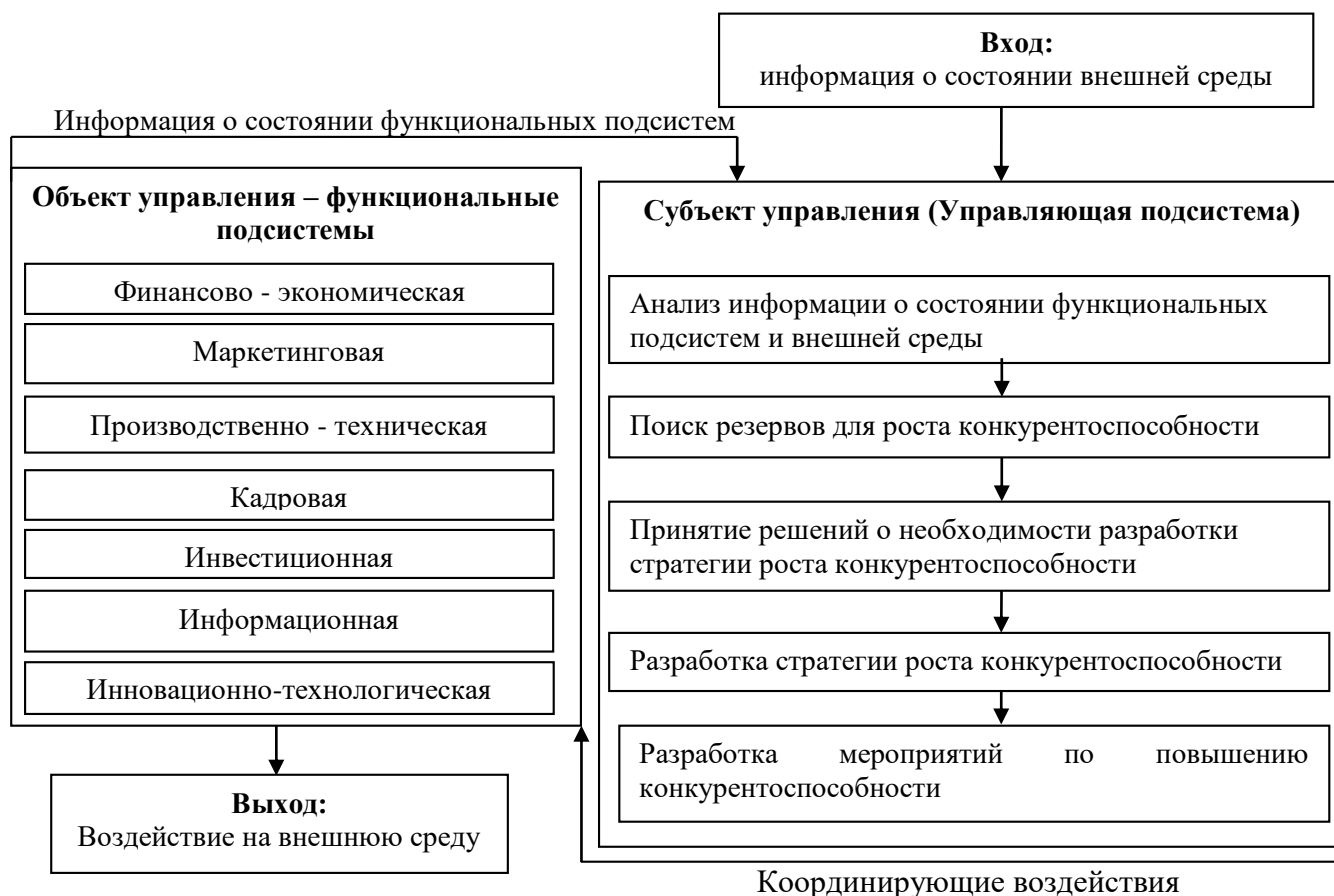 Вход:
информация о состоянии внешней среды
Информация о состоянии функциональных подсистем
Объект управления – функциональные
подсистемы
Финансово - экономическая
Маркетинговая
Производственно - техническая
Кадровая
Инвестиционная
Информационная
Инновационно-технологическая
Выход:
Воздействие на внешнюю среду
Субъект управления (Управляющая подсистема)
Анализ информации о состоянии функциональных
подсистем и внешней среды
Поиск резервов для роста конкурентоспособности
Принятие решений о необходимости разработки
стратегии роста конкурентоспособности
Разработка стратегии роста конкурентоспособности
Разработка мероприятий по повышению
конкурентоспособности
Координирующие воздействия